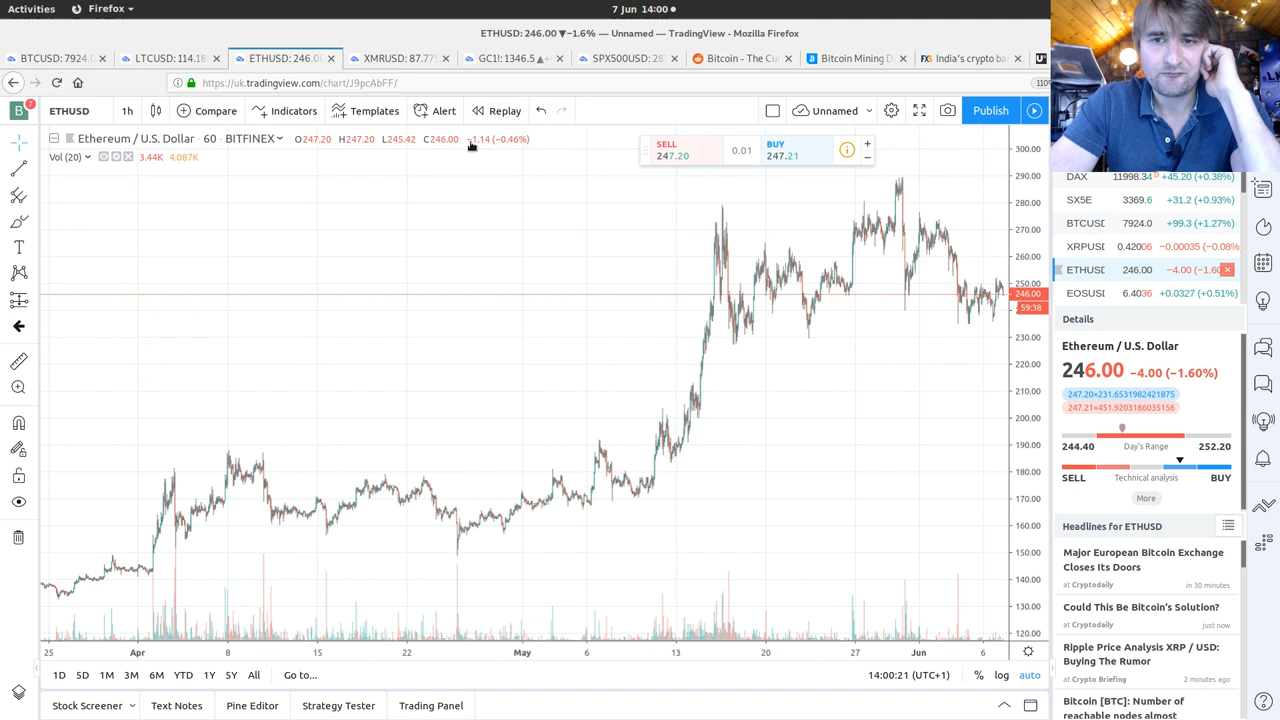 Activities Firefox 7 Jun 14:00
ETHUSD: 246.00 ▼−1.6% — Unnamed — TradingView - Mozilla Firefox
BTCUSD: 7924.0 LTCUSD: 114.18 ETHUSD: 246.00 XMRUSD: 87.77 GC1!: 1346.5 ▲+ SPX500USD: 28 Bitcoin - The Cu Bitcoin Mining D India's crypto ba
https://uk.tradingview.com/chart/J9pcAbFF/ 110%
B 7 ETHUSD 1h Compare Indicators Templates Alert Replay Unnamed Publish
Ethereum / U.S. Dollar · 60 · BITFINEX O247.20 H247.20 L245.42 C246.00 −1.14 (−0.46%)
Vol (20) 3.44K 4.087K
SELL
247.20
0.01
BUY
247.21
300.00
290.00
280.00
270.00
260.00
250.00
246.00
59:38
230.00
220.00
210.00
200.00
190.00
180.00
170.00
160.00
150.00
140.00
130.00
120.00
25 Apr 8 15 22 May 6 13 20 27 Jun 6
1D 5D 1M 3M 6M YTD 1Y 5Y All Go to... 14:00:21 (UTC+1) % log auto
Stock Screener Text Notes Pine Editor Strategy Tester Trading Panel
DAX 11998.34 D +45.20 (+0.38%)
SX5E 3369.6 +31.2 (+0.93%)
BTCUSD 7924.0 +99.3 (+1.27%)
XRPUSD 0.42006 −0.00035 (−0.08%)
ETHUSD 246.00 −4.00 (−1.60
EOSUSD 6.4036 +0.0327 (+0.51%)
Details
Ethereum / U.S. Dollar
246.00 −4.00 (−1.60%)
247.20×231.6531982421875
247.21×451.9203186035156
244.40 Day's Range 252.20
SELL Technical analysis BUY
More
Headlines for ETHUSD
Major European Bitcoin Exchange
Closes Its Doors
at Cryptodaily in 30 minutes
Could This Be Bitcoin's Solution?
at Cryptodaily just now
Ripple Price Analysis XRP / USD:
Buying The Rumor
at Crypto Briefing 2 minutes ago
Bitcoin [BTC]: Number of
reachable nodes almost